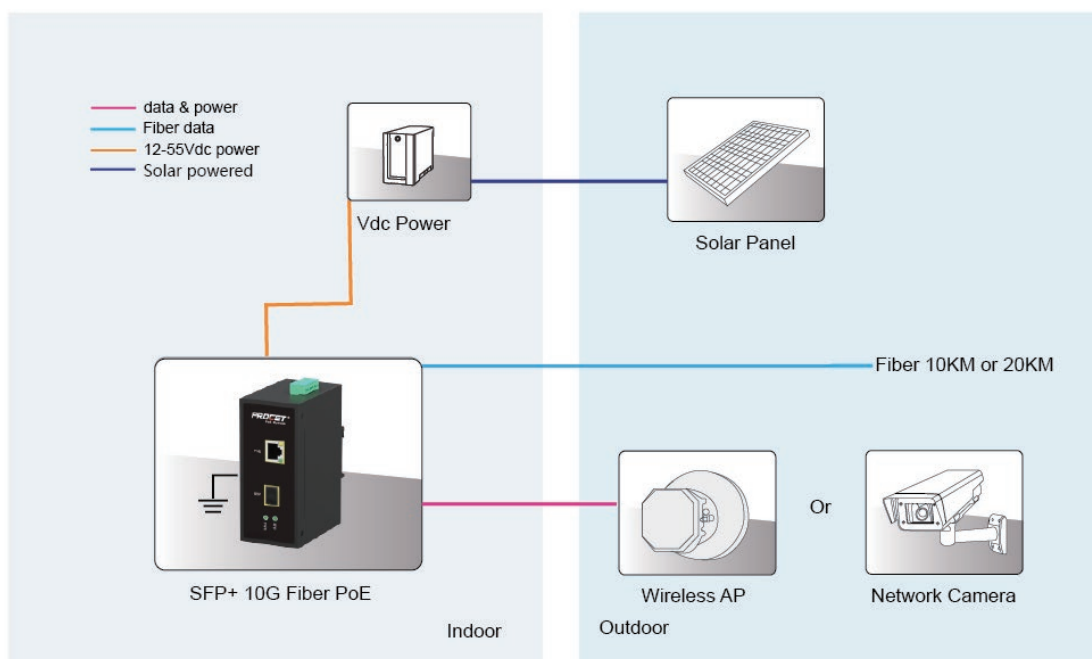 data & power
Fiber data
12-55Vdc power
Solar powered
Vdc Power
Solar Panel
Fiber 10KM or 20KM
PROCET
SFP+ 10G Fiber PoE
Wireless AP
Or
Network Camera
Indoor
Outdoor